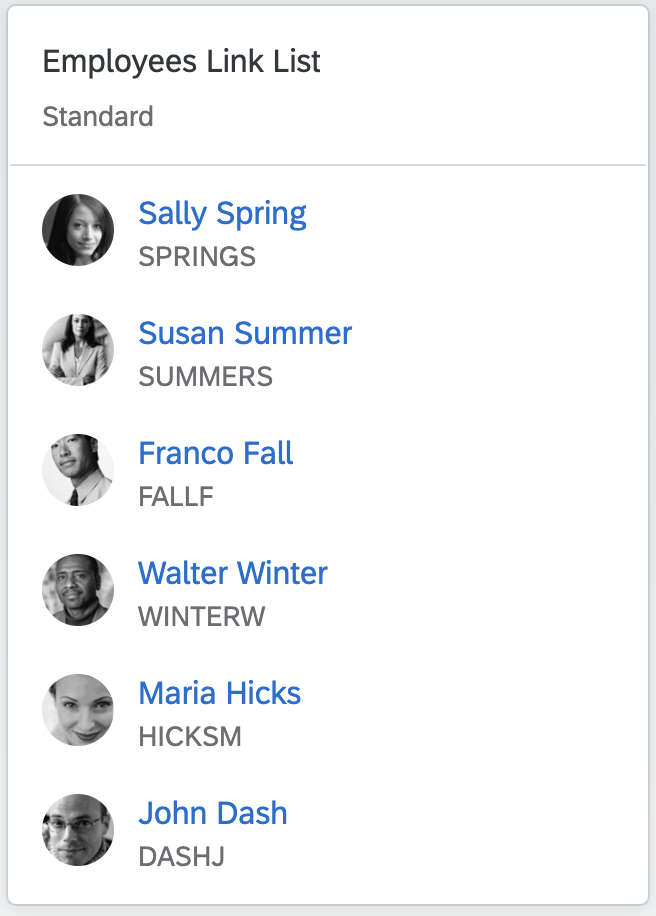 Employees Link List
Standard
Sally Spring
SPRINGS
Susan Summer
SUMMERS
Franco Fall
FALLF
Walter Winter
WINTERW
Maria Hicks
HICKSM
John Dash
DASHJ